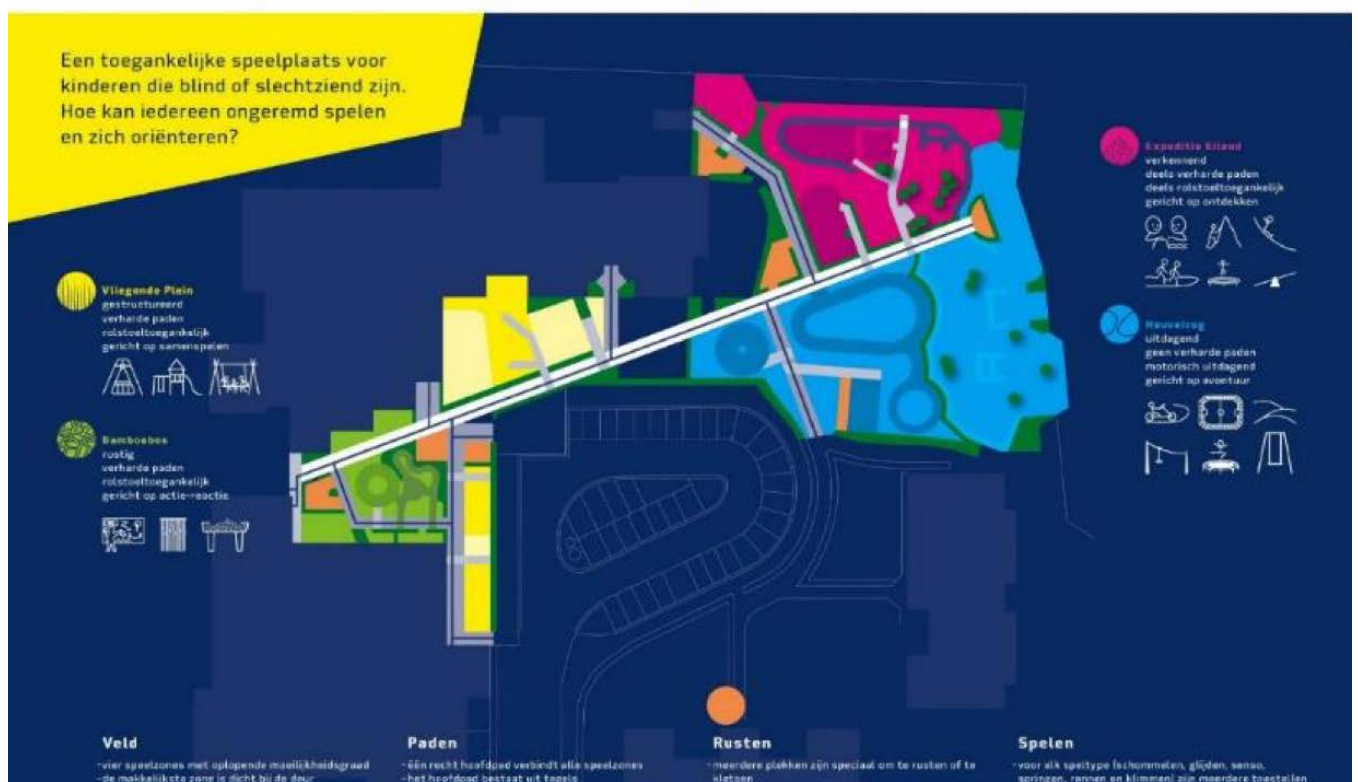 Een toegankelijke speelplaats voor
kinderen die blind of slechtziend zijn.
Hoe kan iedereen ongeremd spelen
en zich oriënteren?
Expeditie Eiland
verkennend
deels verharde paden
deels rolstoeltoegankelijk
gericht op ontdekken
Vliegende Plein
gestructureerd
verharde paden
rolstoeltoegankelijk
gericht op samenspelen
Heuvelrug
uitdagend
geen verharde paden
motorisch uitdagend
gericht op avontuur
Bamboebos
rustig
verharde paden
rolstoeltoegankelijk
gericht op actie-reactie
Veld
-vier speelzones met oplopende moeilijkheidsgraad
-de makkelijkste zone is dicht bij de deur
Paden
-één recht hoofdpad verbindt alle speelzones
-het hoofdpad bestaat uit tegels
Rusten
-meerdere plekken zijn speciaal om te rusten of te
kletsen
Spelen
-voor elk speltype (schommelen, glijden, senso,
springen, rennen en klimmen) zijn meerdere toestellen